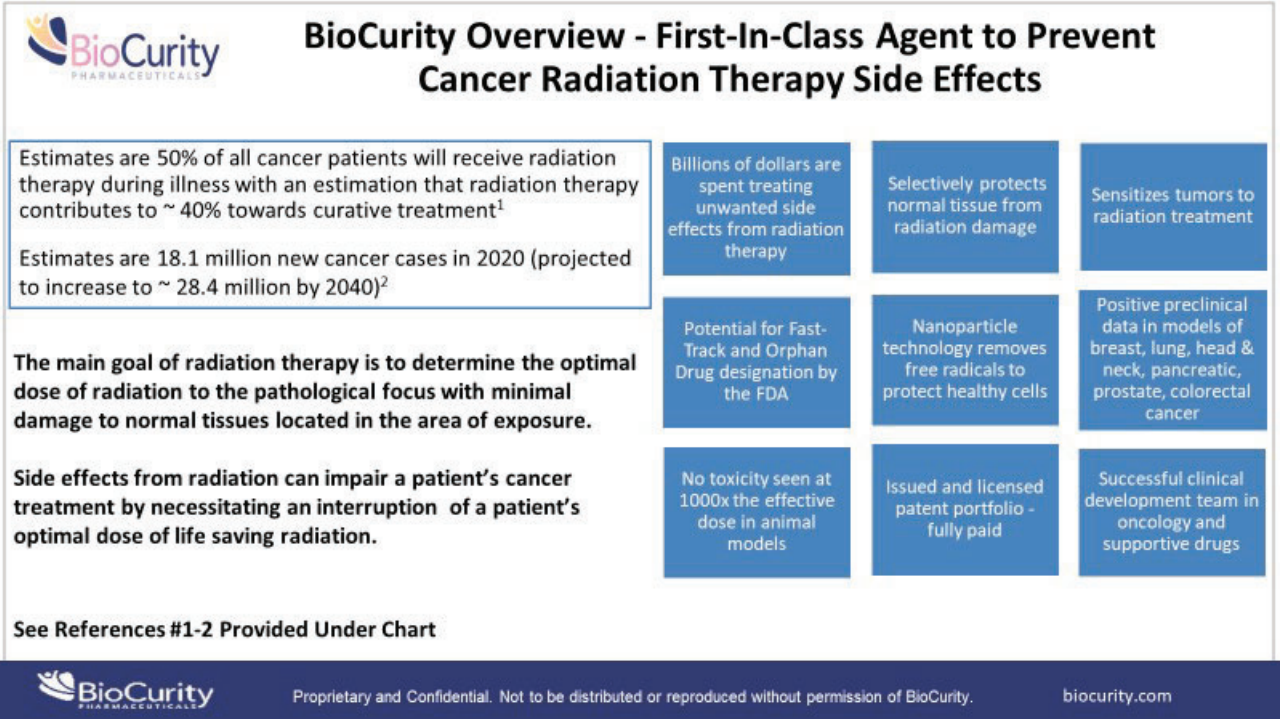 BioCurity
PHARMACEUTICALS
BioCurity Overview - First-In-Class Agent to Prevent
Cancer Radiation Therapy Side Effects
Estimates are 50% of all cancer patients will receive radiation
therapy during illness with an estimation that radiation therapy
contributes to ~ 40% towards curative treatment¹
Estimates are 18.1 million new cancer cases in 2020 (projected
to increase to ~ 28.4 million by 2040)²
The main goal of radiation therapy is to determine the optimal
dose of radiation to the pathological focus with minimal
damage to normal tissues located in the area of exposure.
Side effects from radiation can impair a patient's cancer
treatment by necessitating an interruption of a patient's
optimal dose of life saving radiation.
See References #1-2 Provided Under Chart
Billions of dollars are
spent treating
unwanted side
effects from radiation
therapy
Selectively protects
normal tissue from
radiation damage
Sensitizes tumors to
radiation treatment
Potential for Fast-
Track and Orphan
Drug designation by
the FDA
Nanoparticle
technology removes
free radicals to
protect healthy cells
Positive preclinical
data in models of
breast, lung, head &
neck, pancreatic,
prostate, colorectal
cancer
No toxicity seen at
1000x the effective
dose in animal
models
Issued and licensed
patent portfolio -
fully paid
Successful clinical
development team in
oncology and
supportive drugs
BioCurity
PHARMACEUTICALS
Proprietary and Confidential. Not to be distributed or reproduced without permission of BioCurity.
biocurity.com